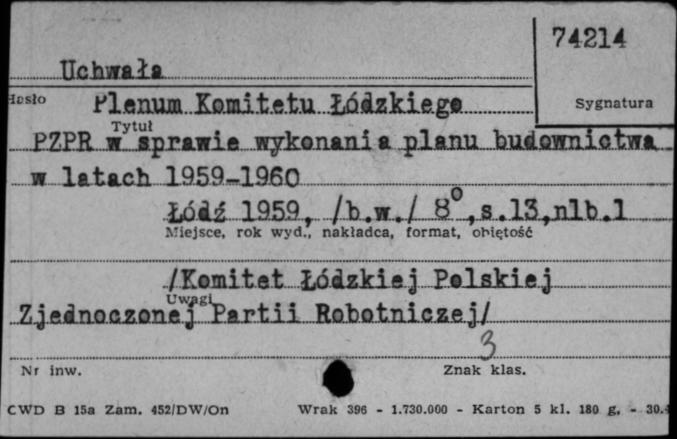 74214
Uchwała
Hasło
Plenum Komitetu Łódzkiego
Sygnatura
Tytuł
PZPR w sprawie wykonania planu budownictwa
w latach 1959-1960
Łódź 1959, /b.w./ 8°,s.13,nlb.1
Miejsce, rok wyd., nakładca, format, objętość
/Komitet Łódzkiej Polskiej
Uwagi
Zjednoczonej Partii Robotniczej/
3
Nr inw.
Znak klas.
CWD B 15a Zam. 452/DW/On Wrak 396 - 1.730.000 - Karton 5 kl. 180 g. - 30.